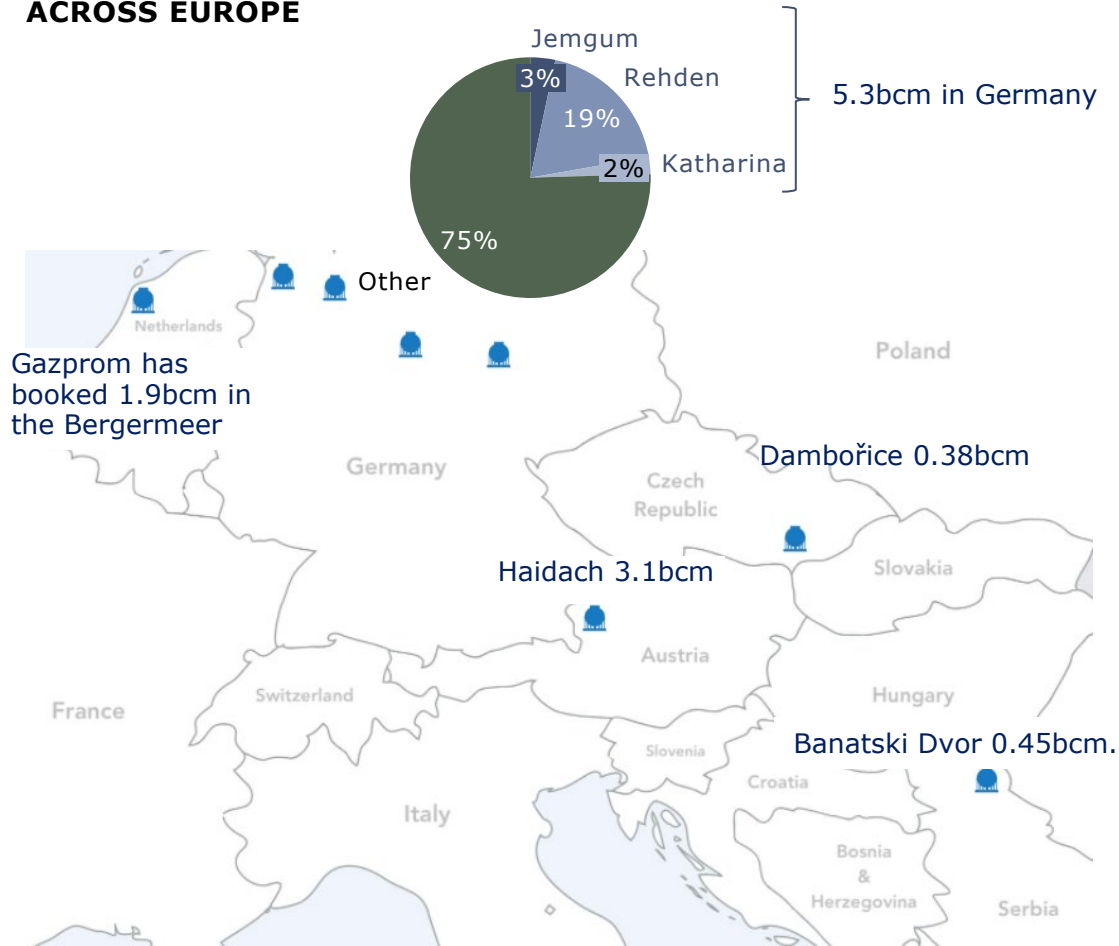 ACROSS EUROPE
Jemgum
3%
Rehden
5.3bcm in Germany
19%
2%
Katharina
75%
Other
Netherlands
Gazprom has
booked 1.9bcm in
the Bergermeer
Poland
Germany
Dambořice 0.38bcm
Czech
Republic
Haidach 3.1bcm
Slovakia
Austria
Switzerland
Hungary
France
Slovenia
Banatski Dvor 0.45bcm.
Croatia
Italy
Bosnia
&
Herzegovina
Serbia